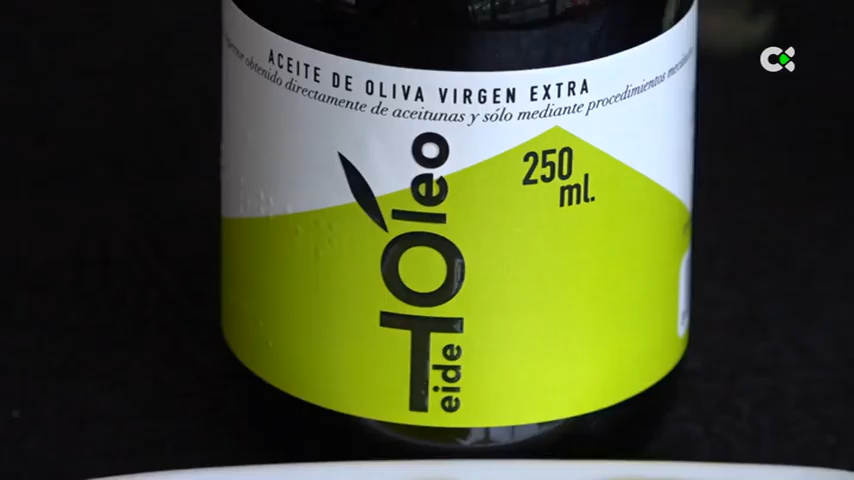 ACEITE DE OLIVA VIRGEN EXTRA
obtenido directamente de aceitunas y sólo mediante procedimientos
250
ml.
Óleo
Teide